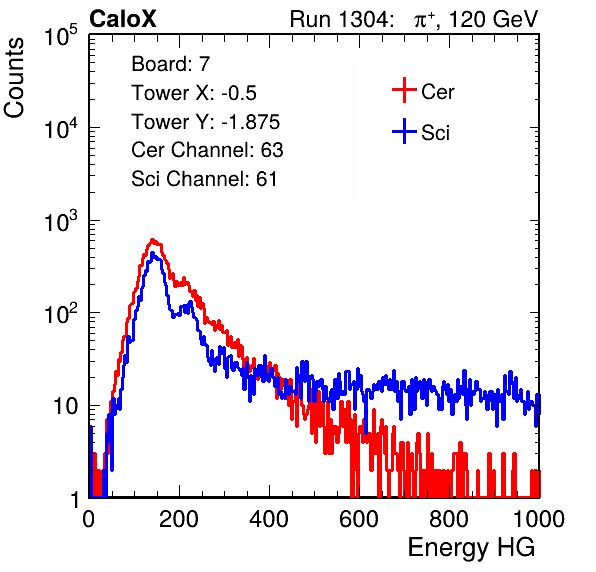 CaloX Run 1304: π⁺, 120 GeV
Counts
10⁵
10⁴
10³
10²
10
1
Board: 7
Tower X: -0.5
Tower Y: -1.875
Cer Channel: 63
Sci Channel: 61
Cer
Sci
0 200 400 600 800 1000
Energy HG